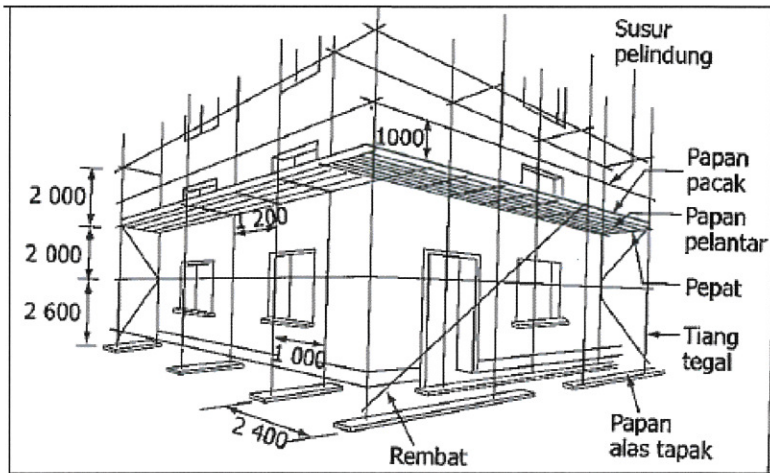 Susur
pelindung
1000
Papan
pacak
2 000
1 200
Papan
pelantar
2 000
Pepat
2 600
Tiang
tegal
1 000
Papan
alas tapak
2 400
Rembat